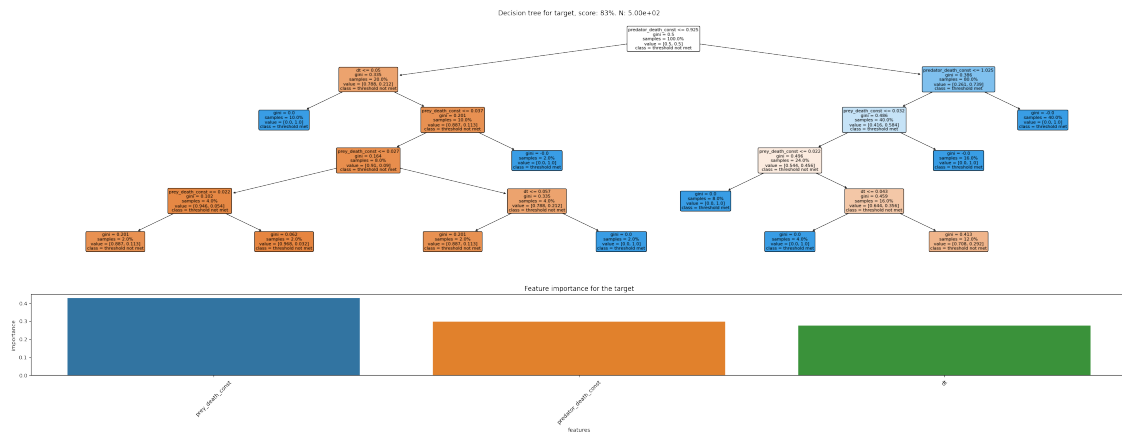 Decision tree for target, score: 83%. N: 5.00e+02
predator_death_const <= 0.925
gini = 0.5
samples = 100.0%
value = [0.5, 0.5]
class = threshold not met
dt <= 0.05
gini = 0.335
samples = 20.0%
value = [0.788, 0.212]
class = threshold not met
predator_death_const <= 1.025
gini = 0.386
samples = 80.0%
value = [0.261, 0.739]
class = threshold met
gini = 0.0
samples = 10.0%
value = [0.0, 1.0]
class = threshold met
prey_death_const <= 0.037
gini = 0.201
samples = 10.0%
value = [0.887, 0.113]
class = threshold not met
prey_death_const <= 0.032
gini = 0.486
samples = 40.0%
value = [0.416, 0.584]
class = threshold met
gini = -0.0
samples = 40.0%
value = [0.0, 1.0]
class = threshold met
prey_death_const <= 0.027
gini = 0.164
samples = 8.0%
value = [0.91, 0.09]
class = threshold not met
gini = -0.0
samples = 2.0%
value = [0.0, 1.0]
class = threshold met
prey_death_const <= 0.022
gini = 0.496
samples = 24.0%
value = [0.544, 0.456]
class = threshold not met
gini = -0.0
samples = 16.0%
value = [0.0, 1.0]
class = threshold met
prey_death_const <= 0.022
gini = 0.102
samples = 4.0%
value = [0.946, 0.054]
class = threshold not met
dt <= 0.067
gini = 0.335
samples = 4.0%
value = [0.788, 0.212]
class = threshold not met
gini = 0.0
samples = 8.0%
value = [0.0, 1.0]
class = threshold met
dt <= 0.043
gini = 0.459
samples = 16.0%
value = [0.644, 0.356]
class = threshold not met
gini = 0.201
samples = 2.0%
value = [0.887, 0.113]
class = threshold not met
gini = 0.062
samples = 2.0%
value = [0.968, 0.032]
class = threshold not met
gini = 0.201
samples = 2.0%
value = [0.887, 0.113]
class = threshold not met
gini = 0.0
samples = 2.0%
value = [0.0, 1.0]
class = threshold met
gini = 0.0
samples = 4.0%
value = [0.0, 1.0]
class = threshold met
gini = 0.413
samples = 12.0%
value = [0.708, 0.292]
class = threshold not met
Feature importance for the target
importance
0.4
0.3
0.2
0.1
0.0
prey_death_const
predator_death_const
dt
features